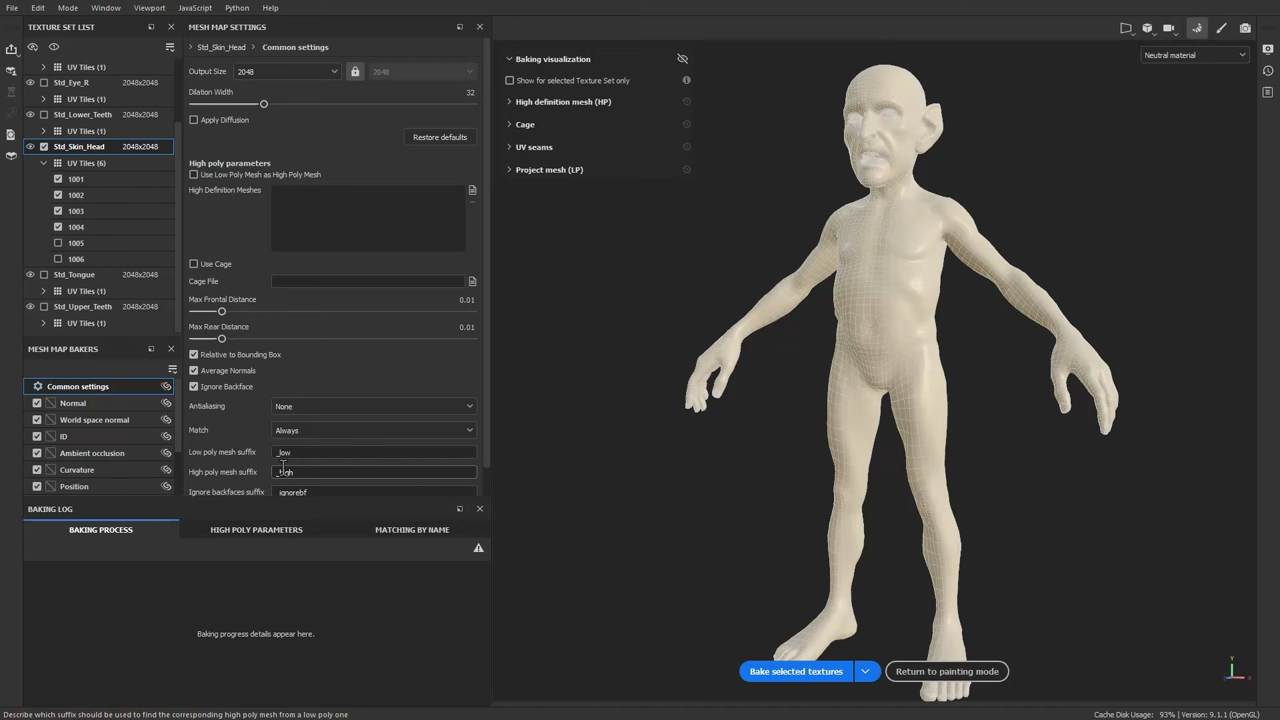 File Edit Mode Window Viewport JavaScript Python Help
TEXTURE SET LIST
UV Tiles (1)
Std_Eye_R 2048x2048
UV Tiles (1)
Std_Lower_Teeth 2048x2048
UV Tiles (1)
Std_Skin_Head 2048x2048
UV Tiles (6)
1001
1002
1003
1004
1005
1006
Std_Tongue 2048x2048
UV Tiles (1)
Std_Upper_Teeth 2048x2048
UV Tiles (1)
MESH MAP BAKERS
Common settings
Normal
World space normal
ID
Ambient occlusion
Curvature
Position
MESH MAP SETTINGS
Std_Skin_Head > Common settings
Output Size 2048 2048
Dilation Width 32
Apply Diffusion
Restore defaults
High poly parameters
Use Low Poly Mesh as High Poly Mesh
High Definition Meshes
Use Cage
Cage File
Max Frontal Distance 0.01
Max Rear Distance 0.01
Relative to Bounding Box
Average Normals
Ignore Backface
Antialiasing None
Match Always
Low poly mesh suffix _low
High poly mesh suffix _high
Ignore backfaces suffix _ignorebf
BAKING LOG
BAKING PROCESS HIGH POLY PARAMETERS MATCHING BY NAME
Baking progress details appear here.
Baking visualization
Show for selected Texture Set only
High definition mesh (HP)
Cage
UV seams
Project mesh (LP)
Neutral material
Bake selected textures
Return to painting mode
Y
X
Describe which suffix should be used to find the corresponding high poly mesh from a low poly one
Cache Disk Usage: 93% | Version: 9.1.1 (OpenGL)